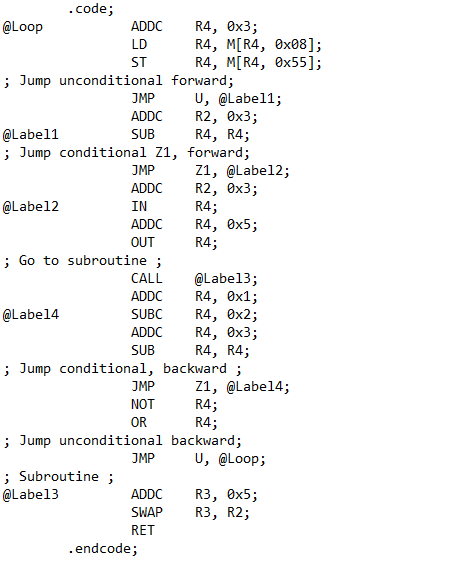 .code;
@Loop ADDC R4, 0x3;
LD R4, M[R4, 0x08];
ST R4, M[R4, 0x55];
; Jump unconditional forward;
JMP U, @Label1;
ADDC R2, 0x3;
@Label1 SUB R4, R4;
; Jump conditional Z1, forward;
JMP Z1, @Label2;
ADDC R2, 0x3;
@Label2 IN R4;
ADDC R4, 0x5;
OUT R4;
; Go to subroutine ;
CALL @Label3;
ADDC R4, 0x1;
@Label4 SUBC R4, 0x2;
ADDC R4, 0x3;
SUB R4, R4;
; Jump conditional, backward ;
JMP Z1, @Label4;
NOT R4;
OR R4;
; Jump unconditional backward;
JMP U, @Loop;
; Subroutine ;
@Label3 ADDC R3, 0x5;
SWAP R3, R2;
RET
.endcode;